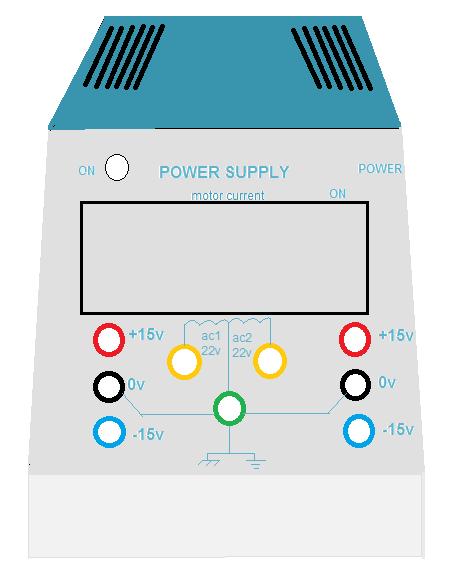 POWER
ON
POWER SUPPLY
motor current
ON
+15v
+15v
ac1
ac2
22v
22v
0v
0v
-15v
-15v